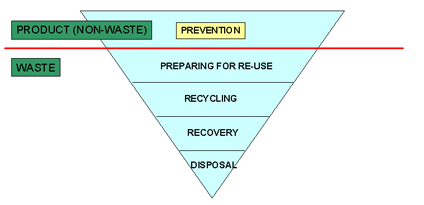 PRODUCT (NON-WASTE)
PREVENTION
WASTE
PREPARING FOR RE-USE
RECYCLING
RECOVERY
DISPOSAL